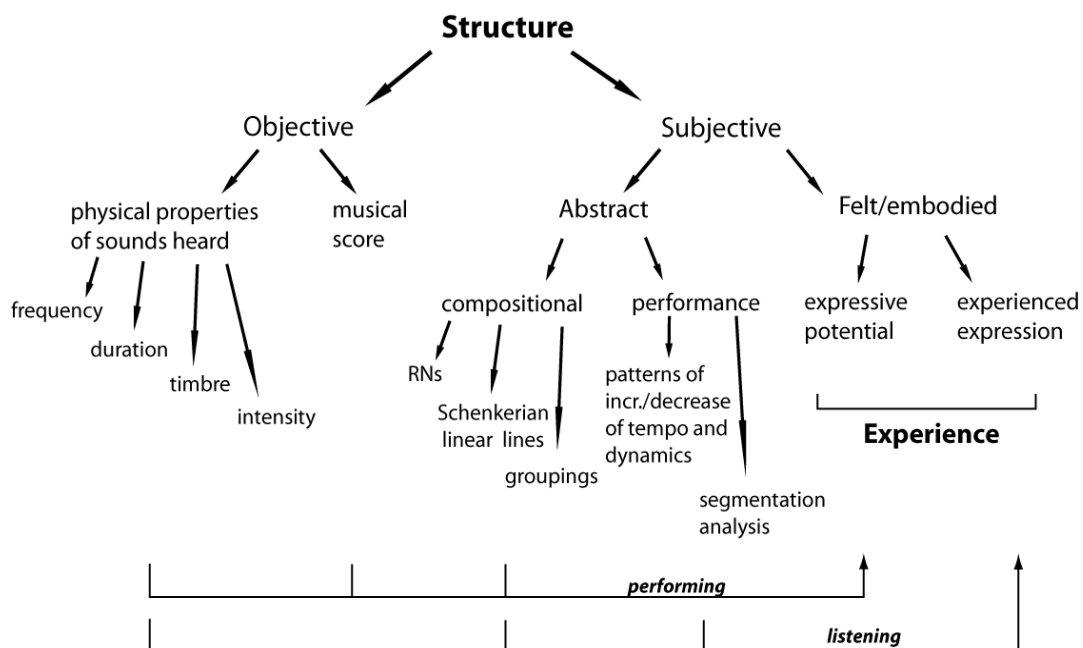 Structure
Objective
Subjective
physical properties
of sounds heard
musical
score
Abstract
Felt/embodied
frequency
duration
timbre
intensity
compositional
performance
expressive
potential
experienced
expression
RNs
Schenkerian
linear lines
groupings
patterns of
incr./decrease
of tempo and
dynamics
segmentation
analysis
Experience
performing
listening